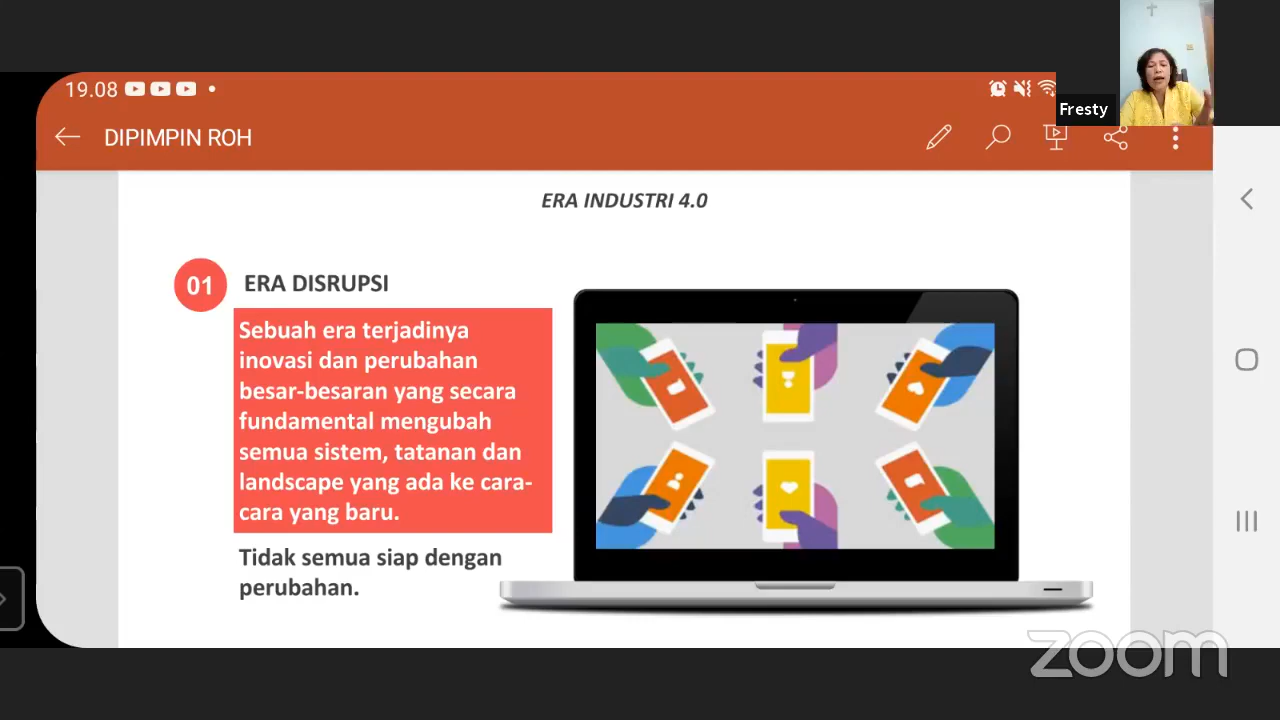 19.08
Fresty
DIPIMPIN ROH
ERA INDUSTRI 4.0
01
ERA DISRUPSI
Sebuah era terjadinya
inovasi dan perubahan
besar-besaran yang secara
fundamental mengubah
semua sistem, tatanan dan
landscape yang ada ke cara-
cara yang baru.
Tidak semua siap dengan
perubahan.
zoom